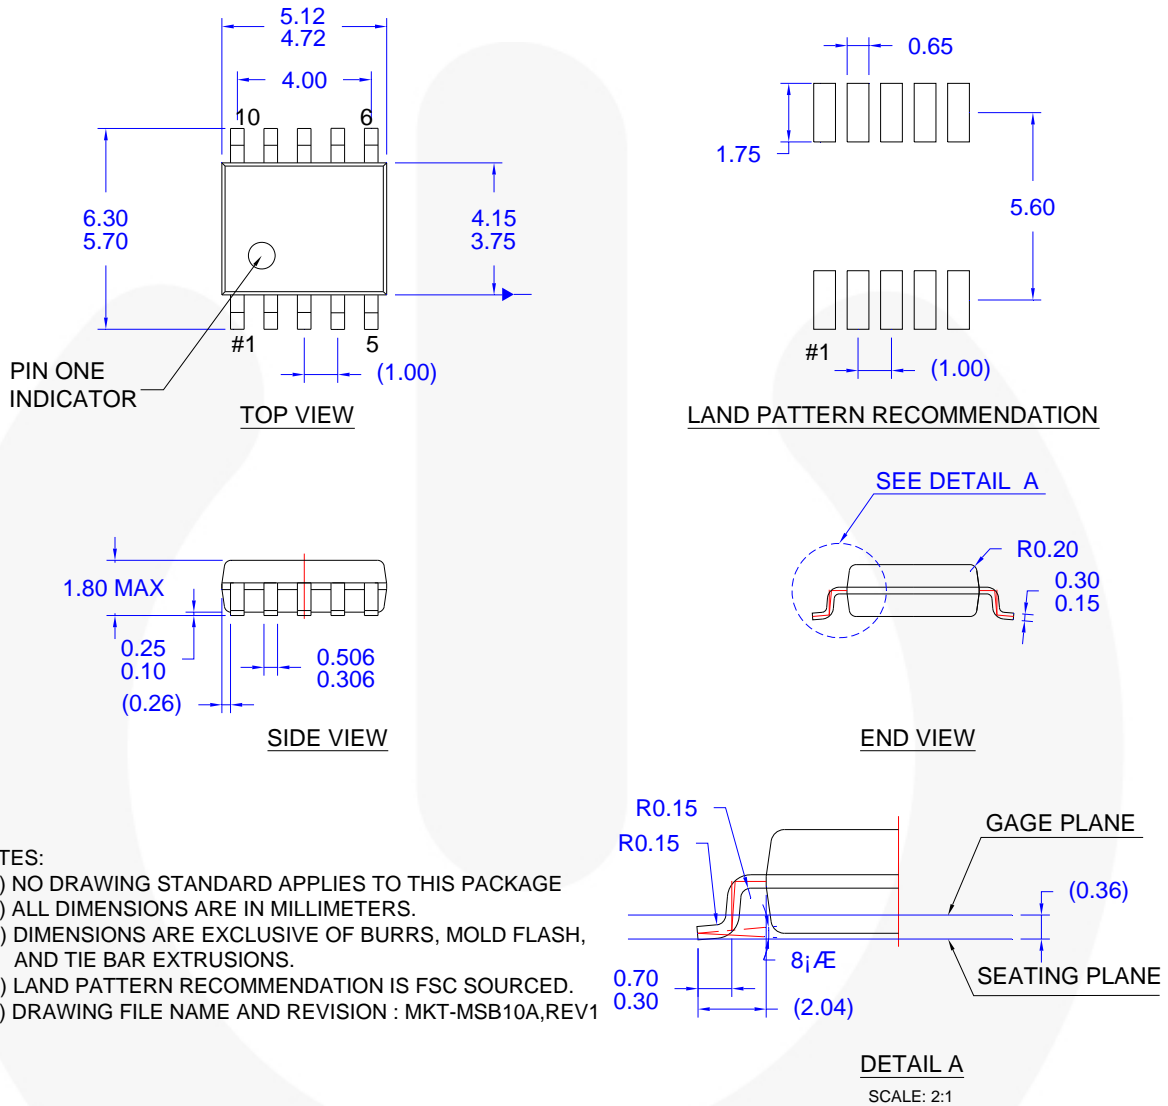 5.12
4.72
4.00
10
6
6.30
5.70
4.15
3.75
#1
5
(1.00)
PIN ONE
INDICATOR
TOP VIEW
0.65
1.75
5.60
#1
(1.00)
LAND PATTERN RECOMMENDATION
1.80 MAX
0.25
0.10
(0.26)
0.506
0.306
SIDE VIEW
SEE DETAIL A
R0.20
0.30
0.15
END VIEW
TES:
) NO DRAWING STANDARD APPLIES TO THIS PACKAGE
) ALL DIMENSIONS ARE IN MILLIMETERS.
) DIMENSIONS ARE EXCLUSIVE OF BURRS, MOLD FLASH,
AND TIE BAR EXTRUSIONS.
) LAND PATTERN RECOMMENDATION IS FSC SOURCED.
) DRAWING FILE NAME AND REVISION : MKT-MSB10A,REV1
R0.15
R0.15
GAGE PLANE
(0.36)
8¡Æ
SEATING PLANE
0.70
0.30
(2.04)
DETAIL A
SCALE: 2:1